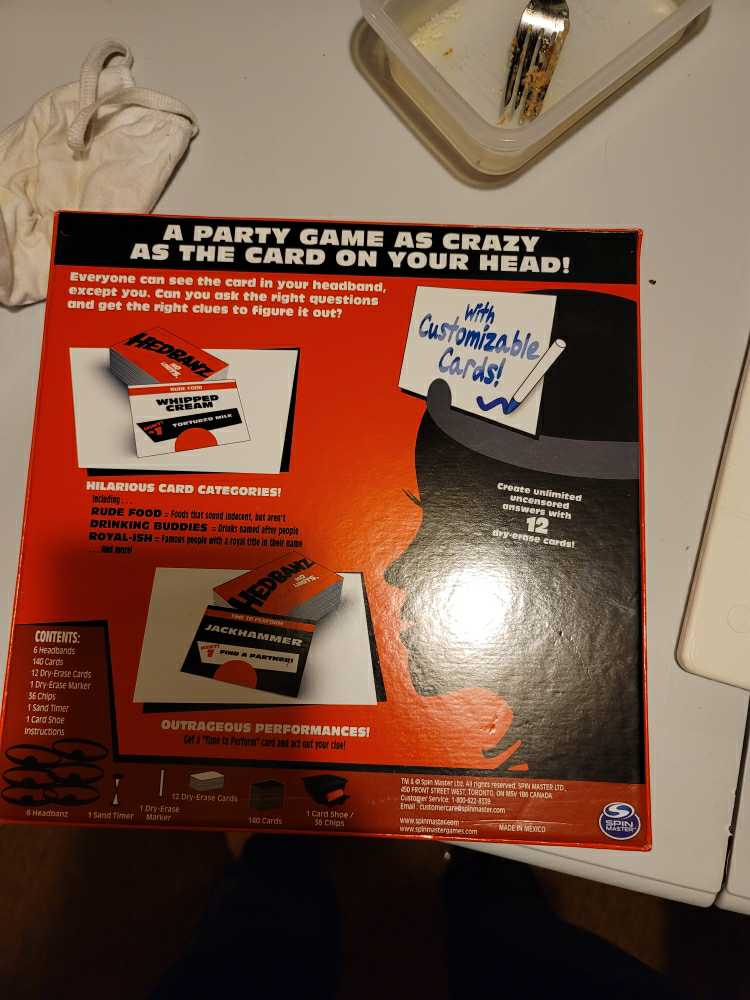 A PARTY GAME AS CRAZY
AS THE CARD ON YOUR HEAD!
Everyone can see the card in your headband,
except you. Can you ask the right questions
and get the right clues to figure it out?
With
Customizable
Cards!
HEDBANZ
NO
LIMITS.
RUDE FOOD
WHIPPED
CREAM
HINT!
#1
TORTURED MILK
HILARIOUS CARD CATEGORIES!
Including . . .
RUDE FOOD = Foods that sound indecent, but aren't
DRINKING BUDDIES = Drinks named after people
ROYAL-ISH = Famous people with a royal title in their name
. . . And more!
Create unlimited
uncensored
answers with
12
dry-erase cards!
HEDBANZ
NO
LIMITS.
TIME TO PERFORM
JACKHAMMER
HINT!
FIND A PARTNER!
OUTRAGEOUS PERFORMANCES!
Get a "Time to Perform" card and act out your clue!
CONTENTS:
6 Headbands
140 Cards
12 Dry-Erase Cards
1 Dry-Erase Marker
36 Chips
1 Sand Timer
1 Card Shoe
Instructions
6 Headbanz
1 Sand Timer
1 Dry-Erase
Marker
12 Dry-Erase Cards
140 Cards
1 Card Shoe /
36 Chips
TM & © Spin Master Ltd. All rights reserved. SPIN MASTER LTD.,
450 FRONT STREET WEST, TORONTO, ON M5V 1B6 CANADA
Customer Service: 1-800-622-8339
Email : customercare@spinmaster.com
www.spinmaster.com
www.spinmastergames.com
MADE IN MEXICO
SPIN
MASTER